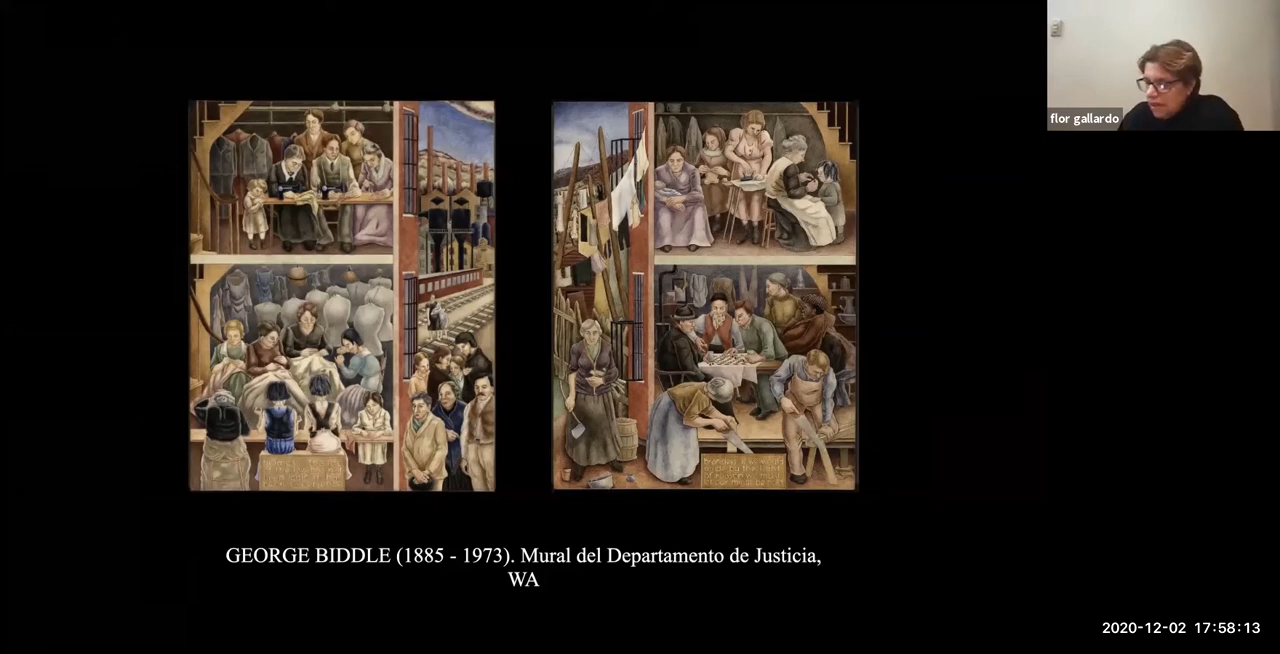 flor gallardo
GEORGE BIDDLE (1885 - 1973). Mural del Departamento de Justicia,
WA
2020-12-02 17:58:13